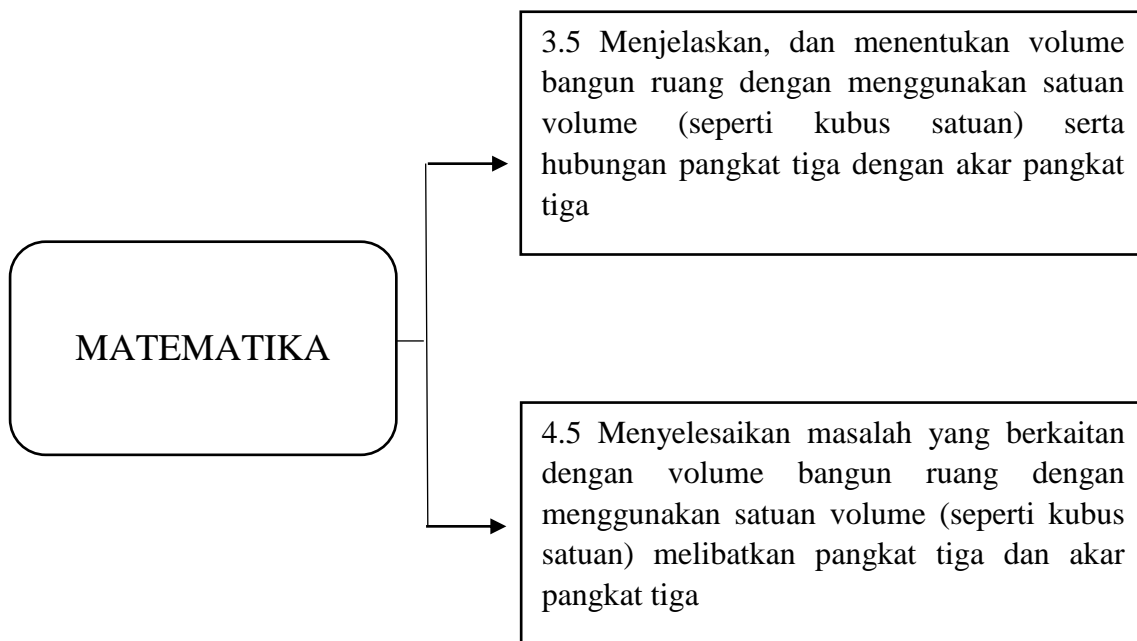 3.5 Menjelaskan, dan menentukan volume
bangun ruang dengan menggunakan satuan
volume (seperti kubus satuan) serta
hubungan pangkat tiga dengan akar pangkat
tiga
MATEMATIKA
4.5 Menyelesaikan masalah yang berkaitan
dengan volume bangun ruang dengan
menggunakan satuan volume (seperti kubus
satuan) melibatkan pangkat tiga dan akar
pangkat tiga